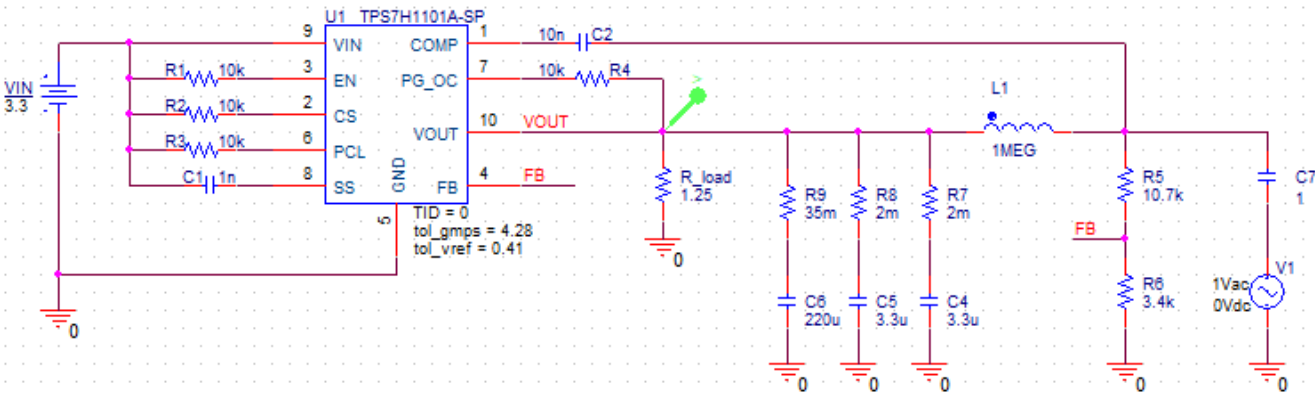 U1 TPS7H1101A-SP
9 VIN COMP 1 10n C2
R1 10k 3 EN PG_OC 7 10k R4
VIN
3.3
R2 10k 2 CS
VOUT 10 VOUT
R3 10k 6 PCL
C1 1n 8 SS GND FB 4 FB
5
TID = 0
tol_gmps = 4.28
tol_vref = 0.41
0
R_load
1.25
0
R9
35m
R8
2m
R7
2m
C6
220u
C5
3.3u
C4
3.3u
0
0
0
L1
1MEG
R5
10.7k
FB
R6
3.4k
0
C7
1
V1
1Vac
0Vdc
0